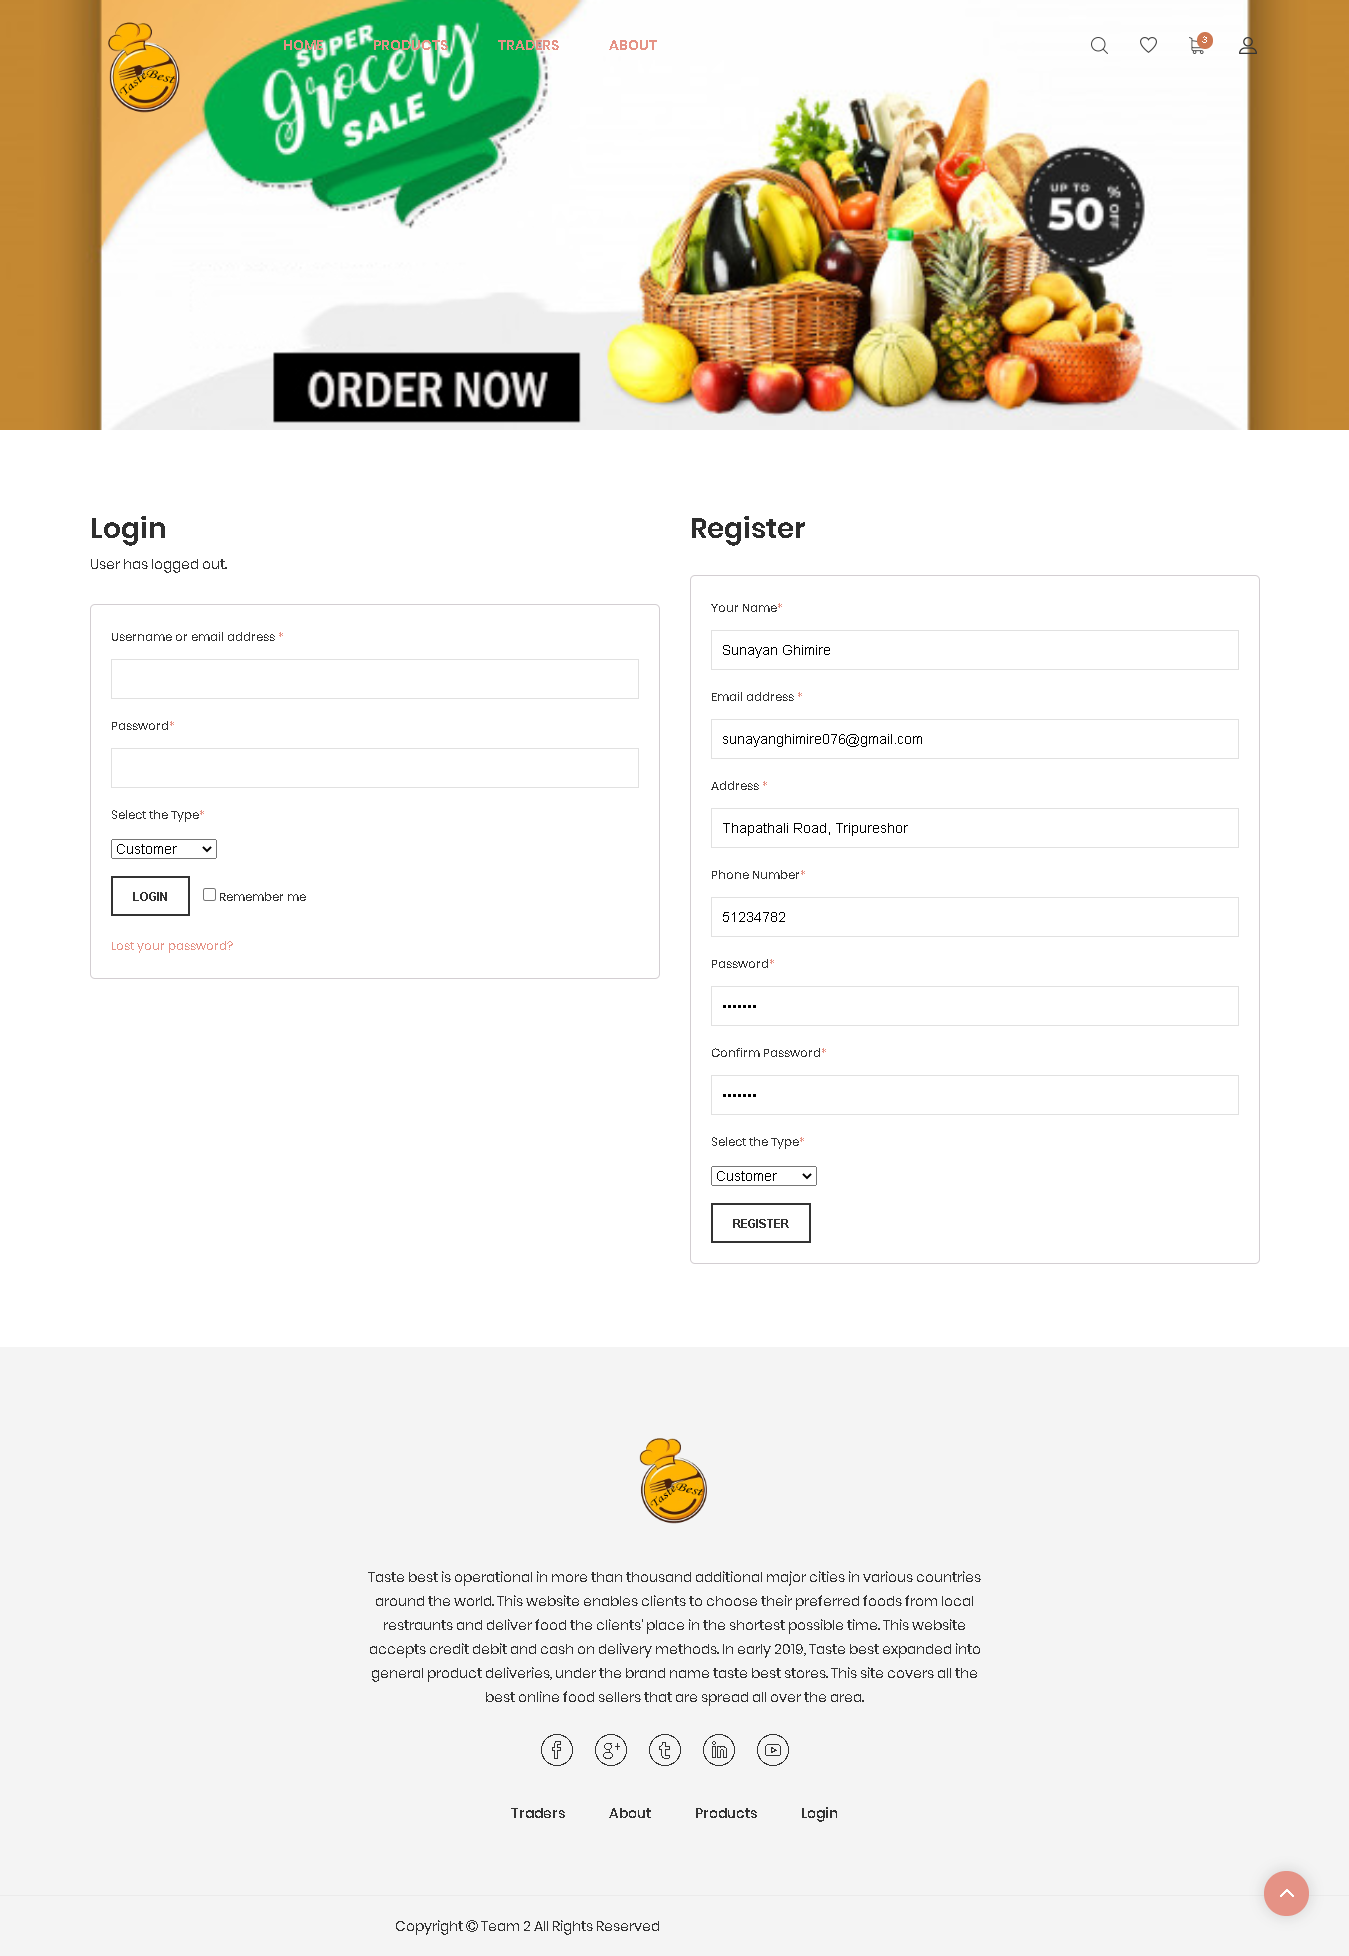 TasteBest
HOME
PRODUCTS
TRADERS
ABOUT
3
SUPER
grocery
SALE
UP TO
50 % OFF
ORDER NOW
Login
User has logged out.
Username or email address *
Password*
Select the Type*
Customer
LOGIN
Remember me
Lost your password?
Register
Your Name*
Sunayan Ghimire
Email address *
sunayanghimire076@gmail.com
Address *
Thapathali Road, Tripureshor
Phone Number*
51234782
Password*
•••••••
Confirm Password*
•••••••
Select the Type*
Customer
REGISTER
TasteBest
Taste best is operational in more than thousand additional major cities in various countries
around the world. This website enables clients to choose their preferred foods from local
restraunts and deliver food the clients' place in the shortest possible time. This website
accepts credit debit and cash on delivery methods. In early 2019, Taste best expanded into
general product deliveries, under the brand name taste best stores. This site covers all the
best online food sellers that are spread all over the area.
Traders
About
Products
Login
Copyright © Team 2 All Rights Reserved